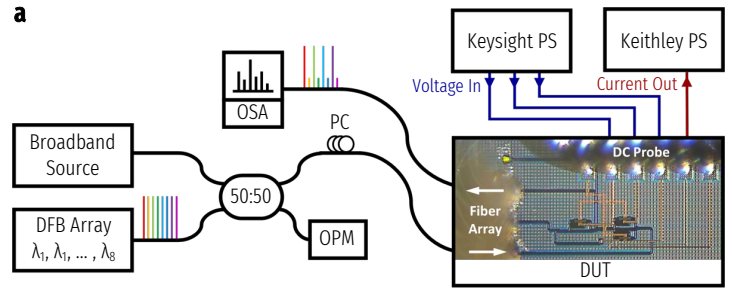 a
Keysight PS
Keithley PS
Voltage In
Current Out
OSA
PC
Broadband
Source
50:50
DFB Array
λ₁, λ₁, ... , λ₈
OPM
DC Probe
Fiber
Array
DUT